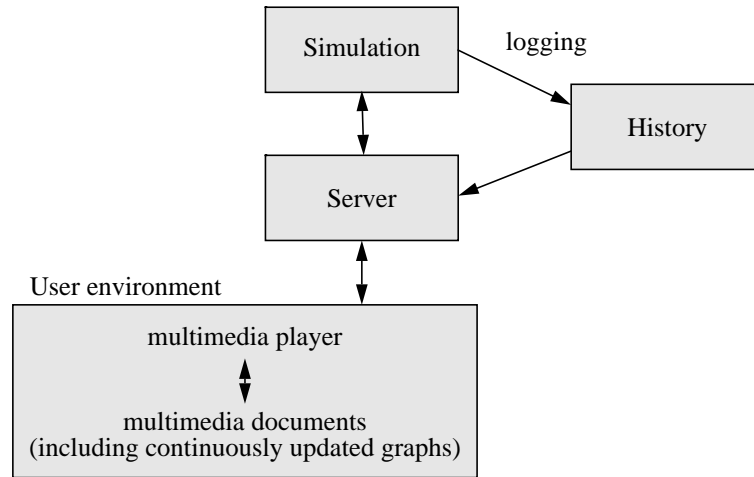 Simulation
logging
History
Server
User environment
multimedia player
multimedia documents
(including continuously updated graphs)